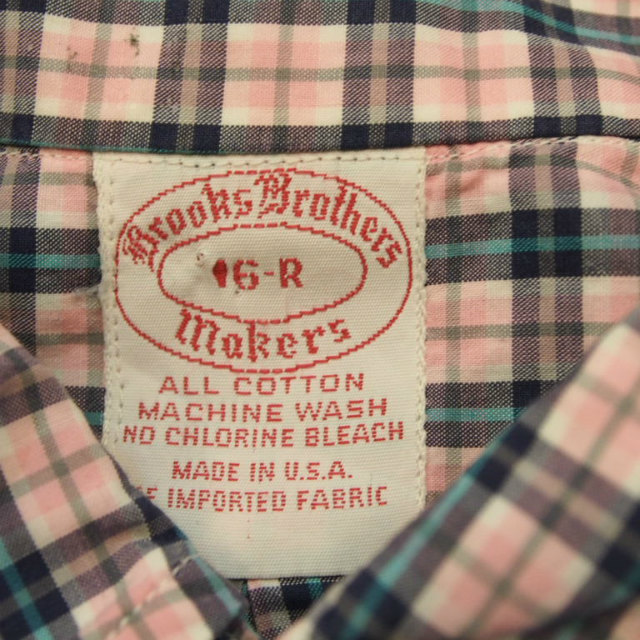 Brooks Brothers
16-R
Makers
ALL COTTON
MACHINE WASH
NO CHLORINE BLEACH
MADE IN U.S.A.
IMPORTED FABRIC